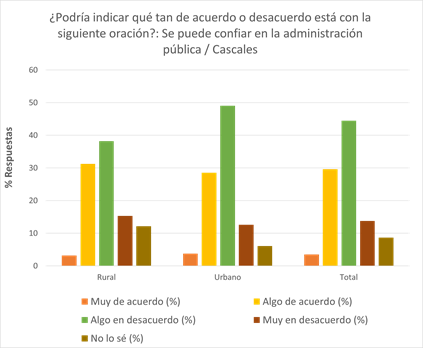 ¿Podría indicar qué tan de acuerdo o desacuerdo está con la
siguiente oración?: Se puede confiar en la administración
pública / Cascales
60
50
40
30
20
10
0
% Respuestas
Rural
Urbano
Total
Muy de acuerdo (%)
Algo de acuerdo (%)
Algo en desacuerdo (%)
Muy en desacuerdo (%)
No lo sé (%)